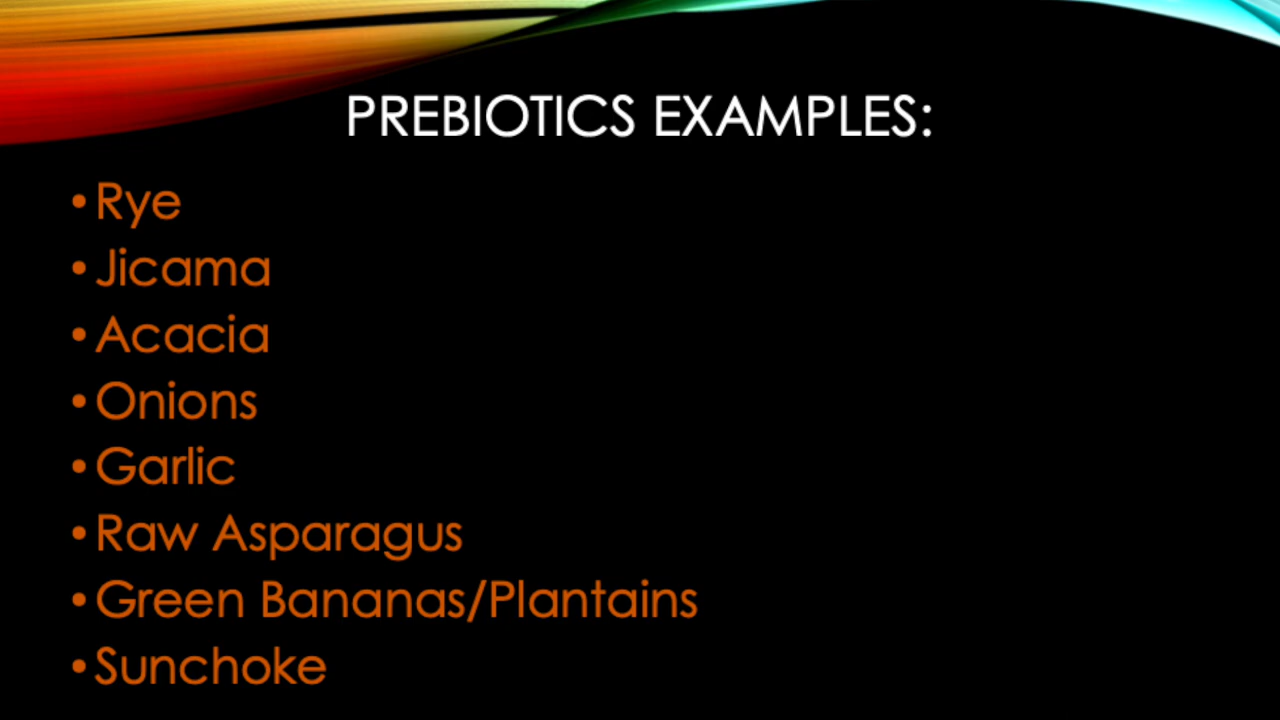 PREBIOTICS EXAMPLES:
• Rye
• Jicama
• Acacia
• Onions
• Garlic
• Raw Asparagus
• Green Bananas/Plantains
• Sunchoke